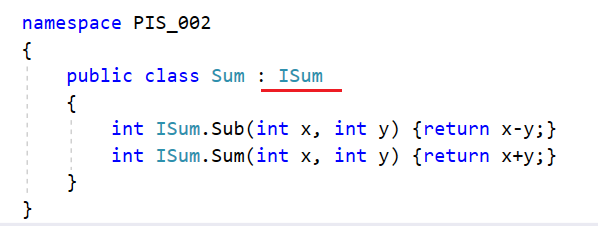 namespace PIS_002
{
public class Sum : ISum
{
int ISum.Sub(int x, int y) {return x-y;}
int ISum.Sum(int x, int y) {return x+y;}
}
}